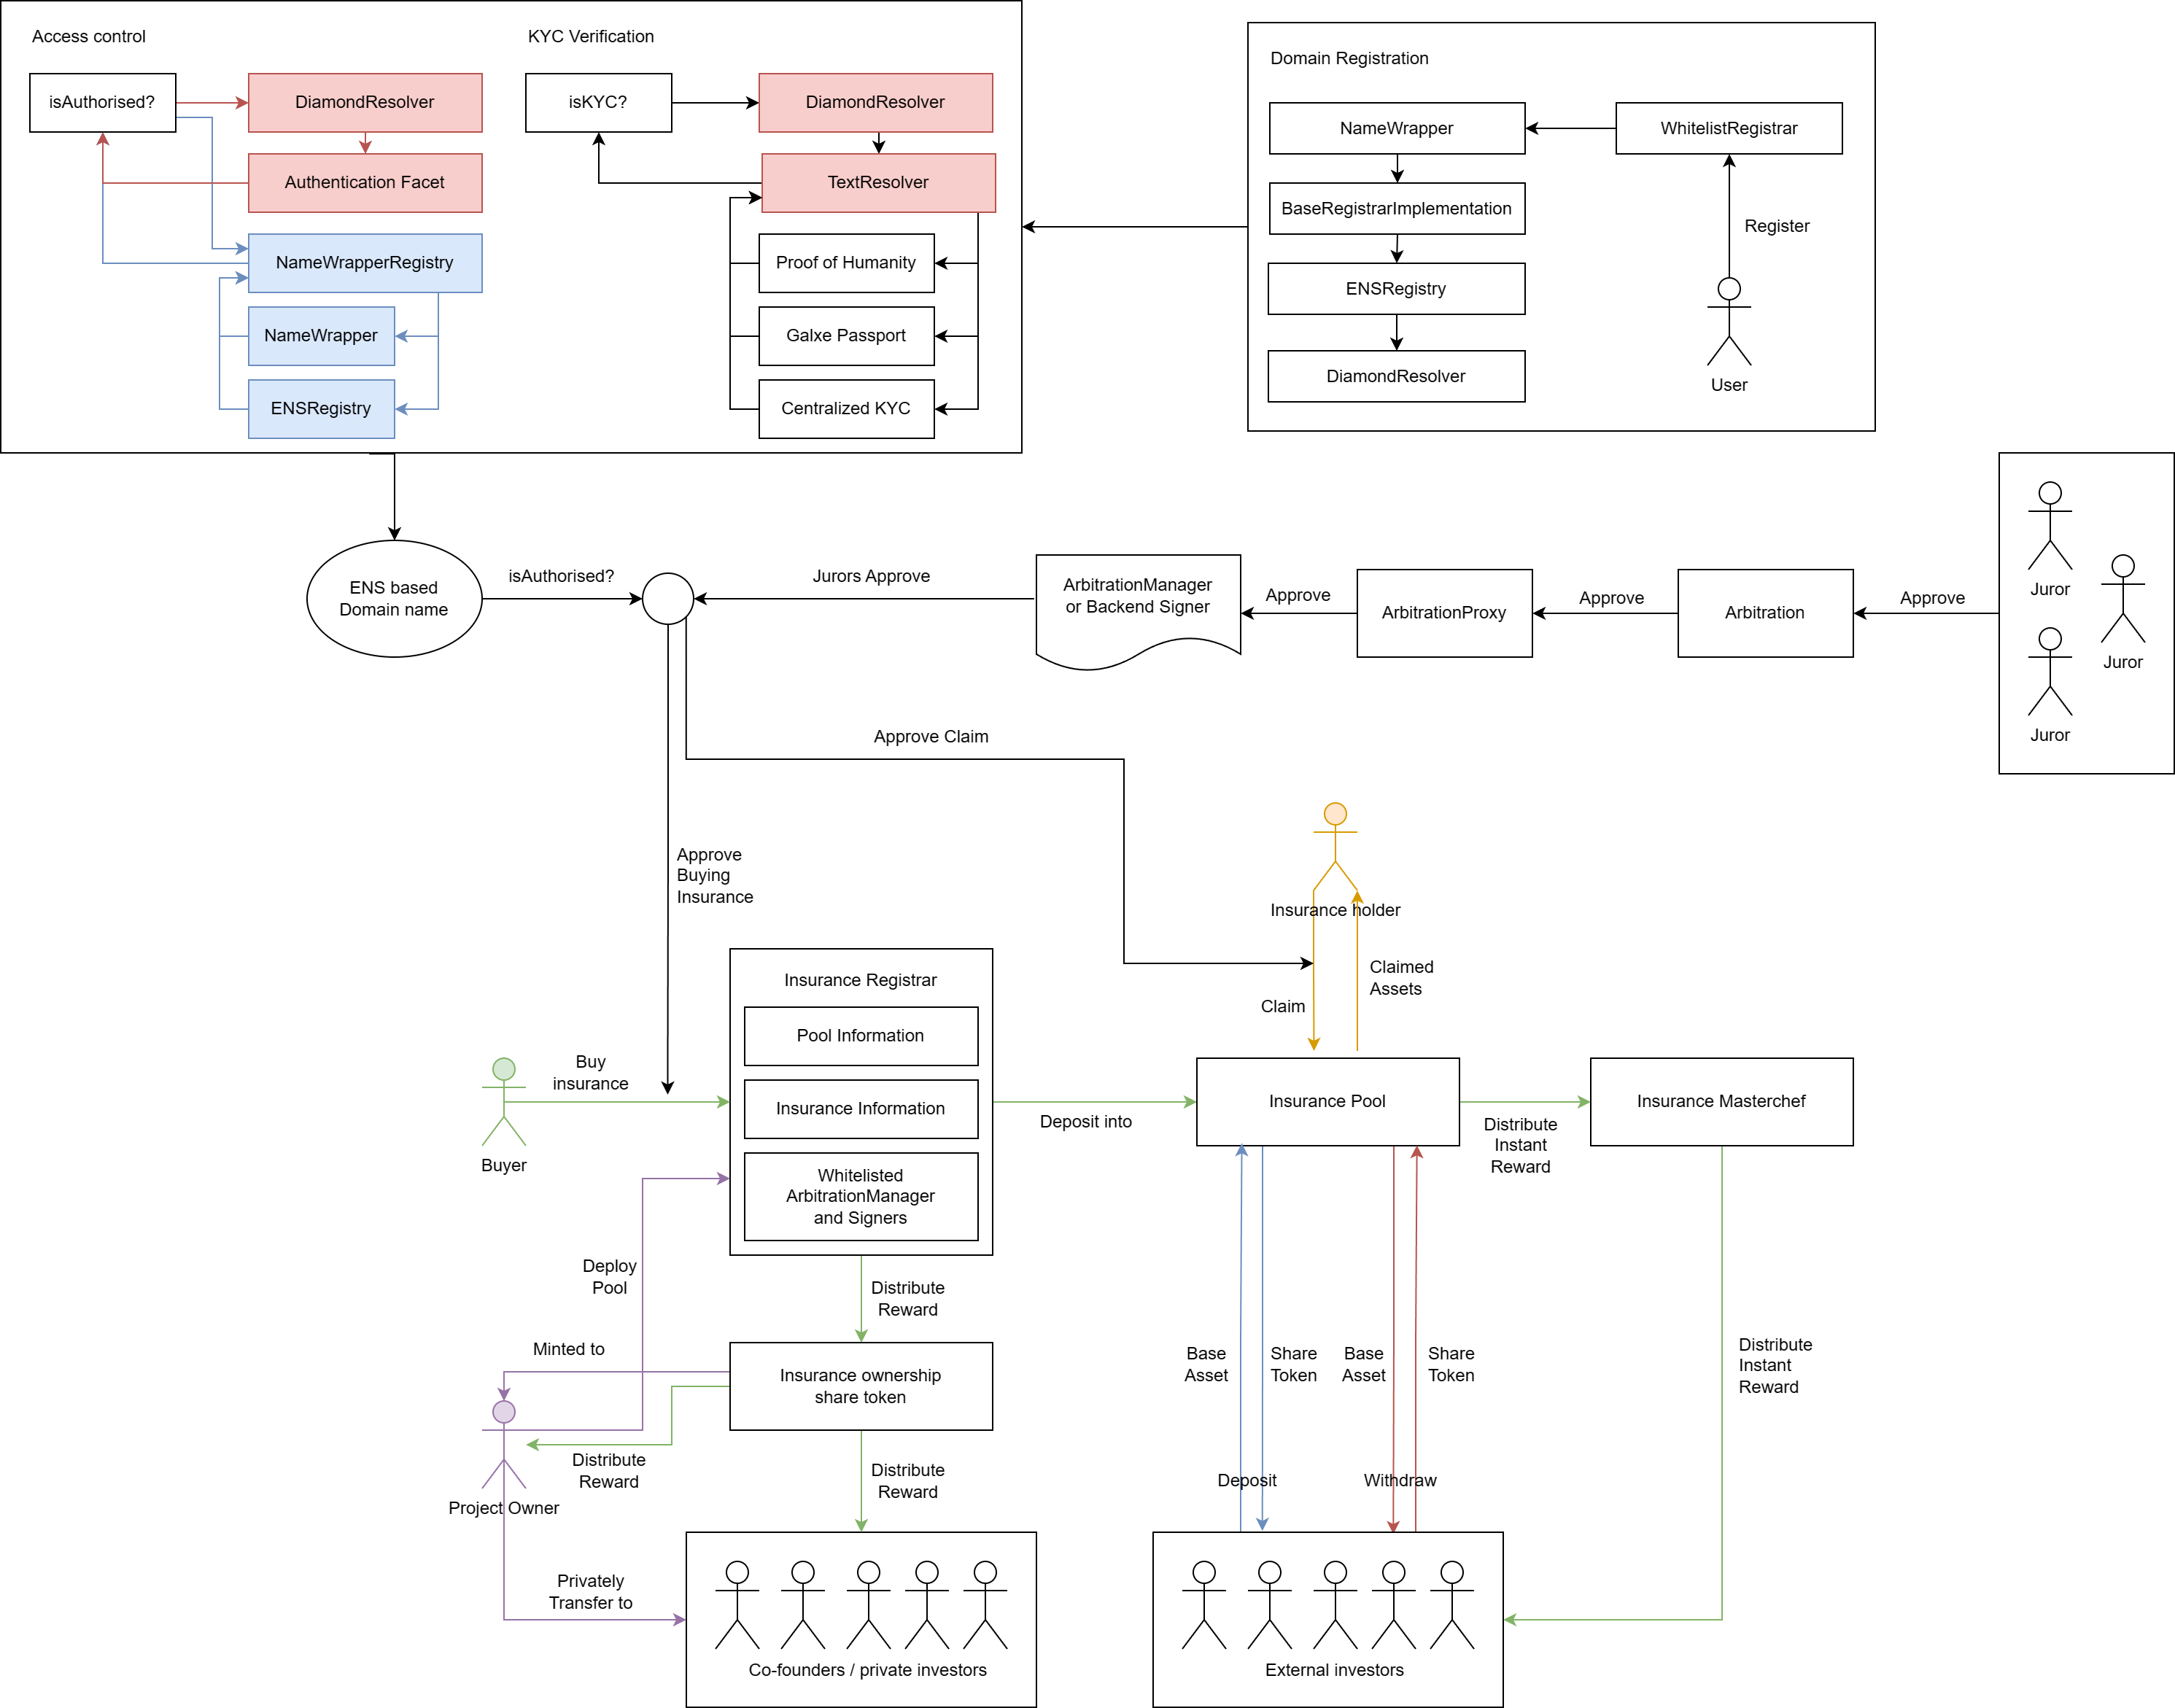 Access control
KYC Verification
isAuthorised?
DiamondResolver
Authentication Facet
NameWrapperRegistry
NameWrapper
ENSRegistry
isKYC?
DiamondResolver
TextResolver
Proof of Humanity
Galxe Passport
Centralized KYC
Domain Registration
NameWrapper
WhitelistRegistrar
BaseRegistrarImplementation
ENSRegistry
DiamondResolver
Register
User
ENS based
Domain name
isAuthorised?
Jurors Approve
ArbitrationManager
or Backend Signer
Approve
ArbitrationProxy
Approve
Arbitration
Approve
Juror
Juror
Juror
Approve Claim
Approve
Buying
Insurance
Insurance holder
Claim
Claimed
Assets
Insurance Registrar
Pool Information
Insurance Information
Whitelisted
ArbitrationManager
and Signers
Buy
insurance
Buyer
Deposit into
Insurance Pool
Distribute
Instant
Reward
Insurance Masterchef
Deploy
Pool
Distribute
Reward
Minted to
Insurance ownership
share token
Distribute
Reward
Project Owner
Distribute
Reward
Privately
Transfer to
Co-founders / private investors
Base
Asset
Share
Token
Base
Asset
Share
Token
Deposit
Withdraw
Distribute
Instant
Reward
External investors